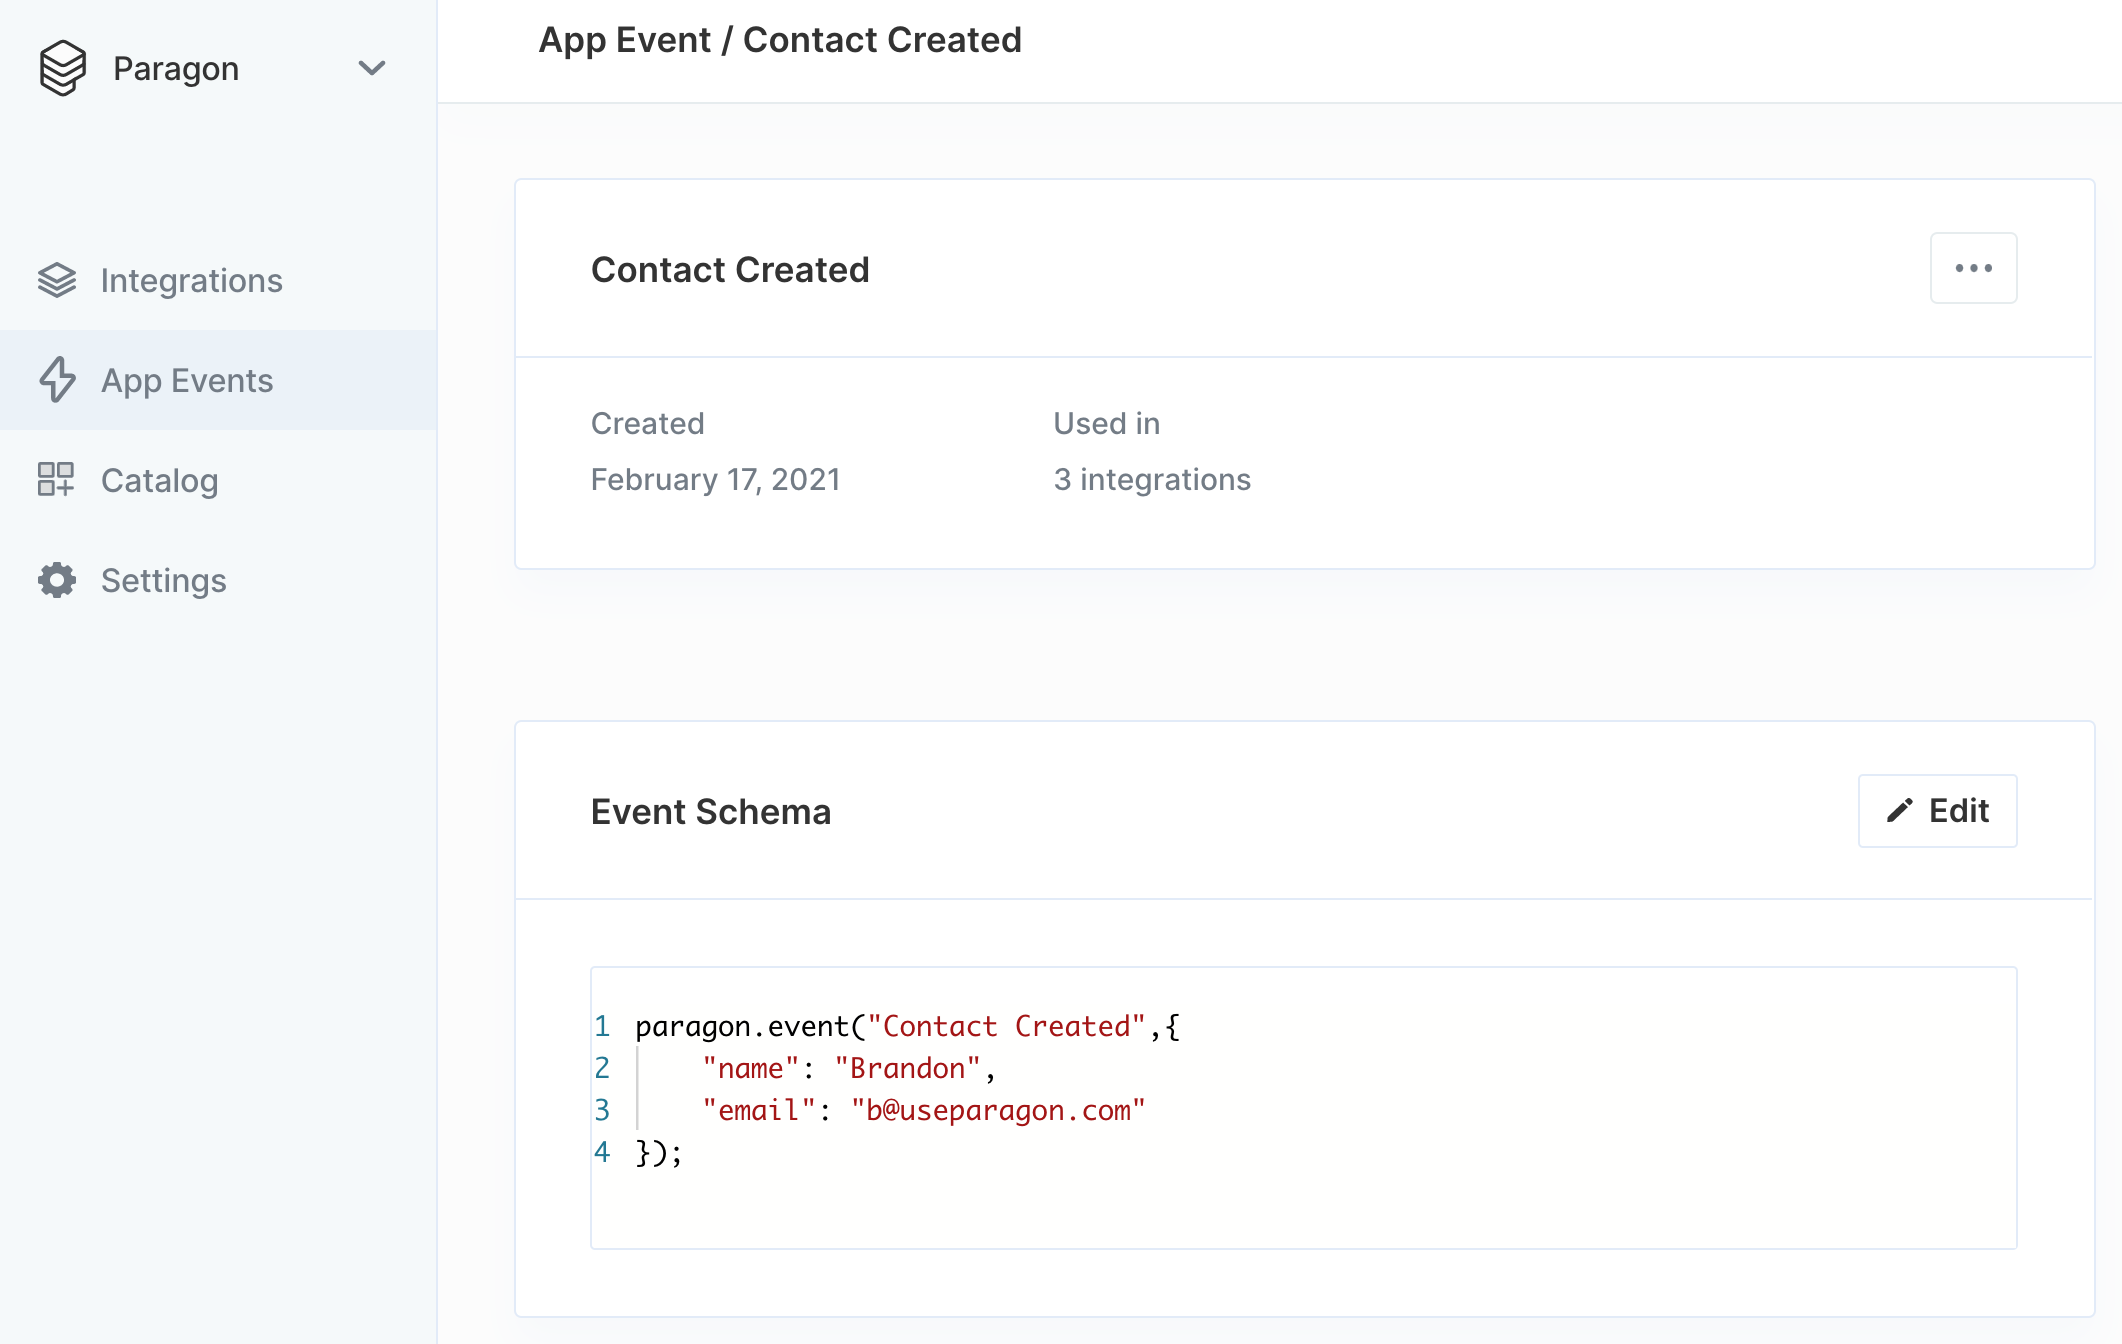 Paragon
Integrations
App Events
Catalog
Settings
App Event / Contact Created
Contact Created
Created
Used in
February 17, 2021
3 integrations
Event Schema
Edit
1 paragon.event("Contact Created",{
2 "name": "Brandon",
3 "email": "b@useparagon.com"
4 });